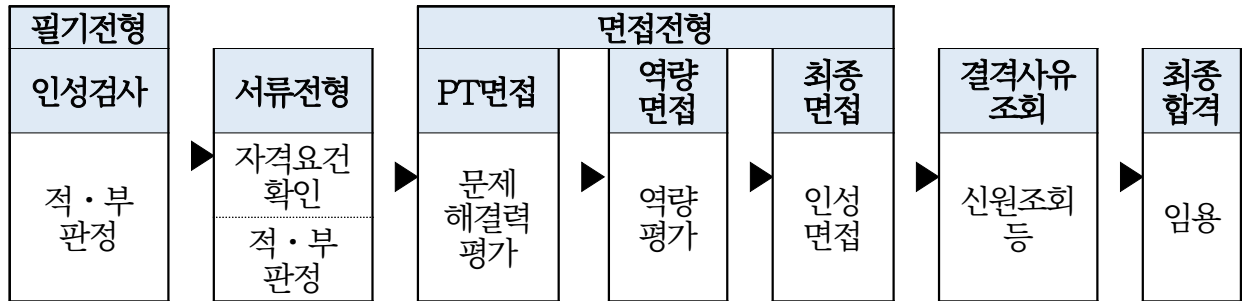 필기전형
인성검사
적・부
판정
▶
서류전형
자격요건
확인
적・부
판정
▶
면접전형
PT면접
문제
해결력
평가
▶
역량
면접
역량
평가
▶
최종
면접
인성
면접
▶
결격사유
조회
신원조회
등
▶
최종
합격
임용